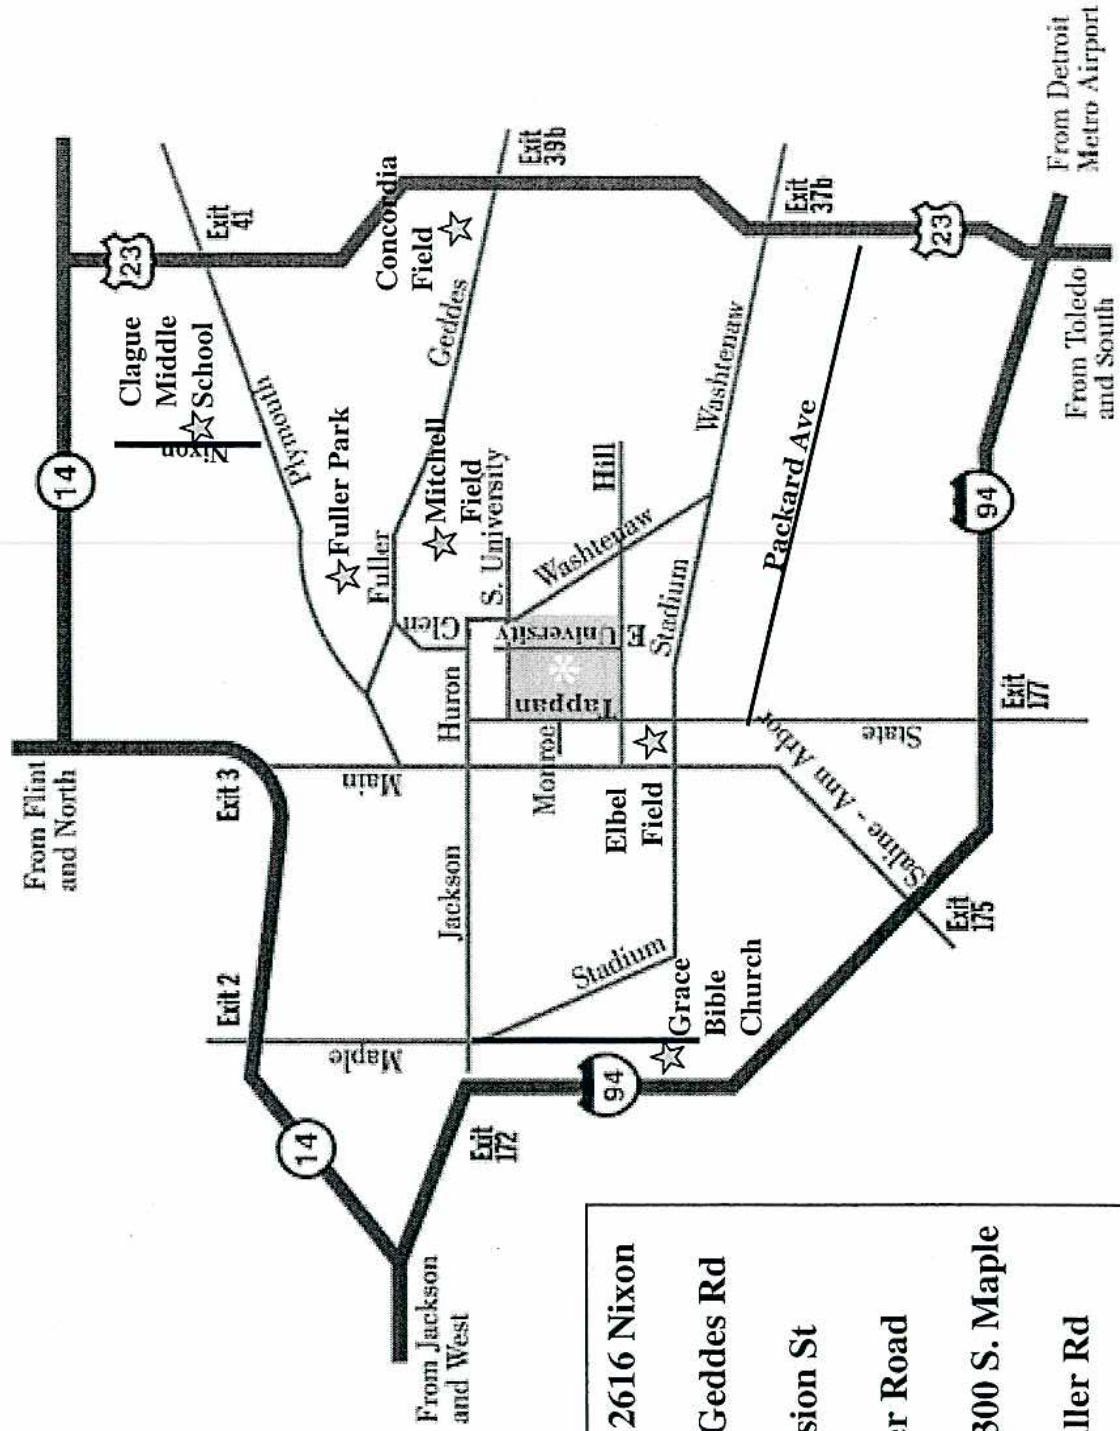 From Flint
and North
14
Exit 3
Exit 2
14
From Jackson
and West
Exit
172
94
Maple
Jackson
Main
Huron
Glen
Fuller
Fuller Park
Plymouth
Nixon
Clague
Middle
School
23
Exit
41
Concordia
Field
Geddes
Exit
39b
Mitchell
Field
S. University
Washtenaw
Hill
E. University
Tappan
Monroe
Elbel
Field
Stadium
Stadium
Grace
Bible
Church
Washtenaw
Packard Ave
Exit
37b
23
State
Saline - Ann Arbor
Exit
175
Exit
177
94
From Toledo
and South
From Detroit
Metro Airport
2616 Nixon
Geddes Rd
sion St
er Road
300 S. Maple
ller Rd